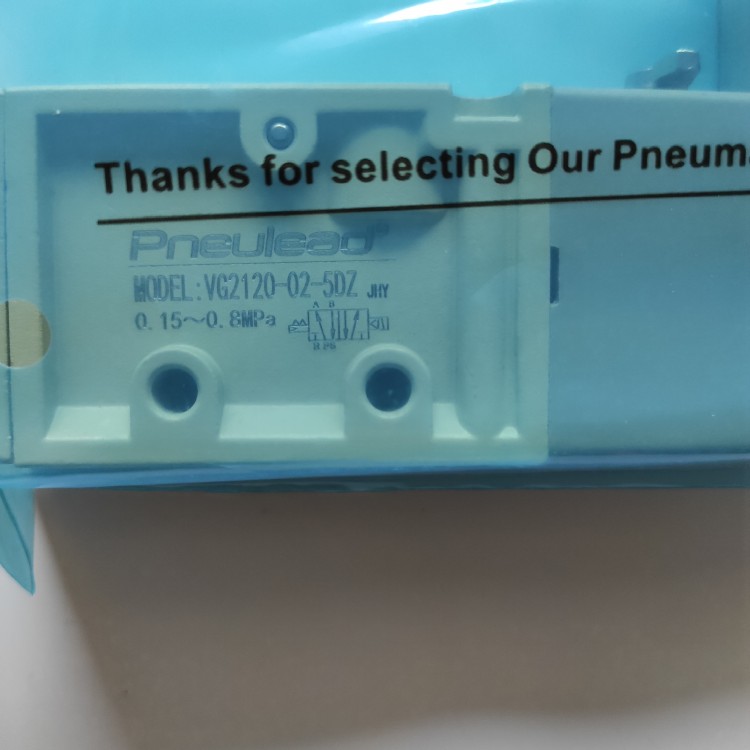 Thanks for selecting Our Pneuma
Pneulead
MODEL:VG2120-02-5DZ JHY
0.15~0.8MPa
A B